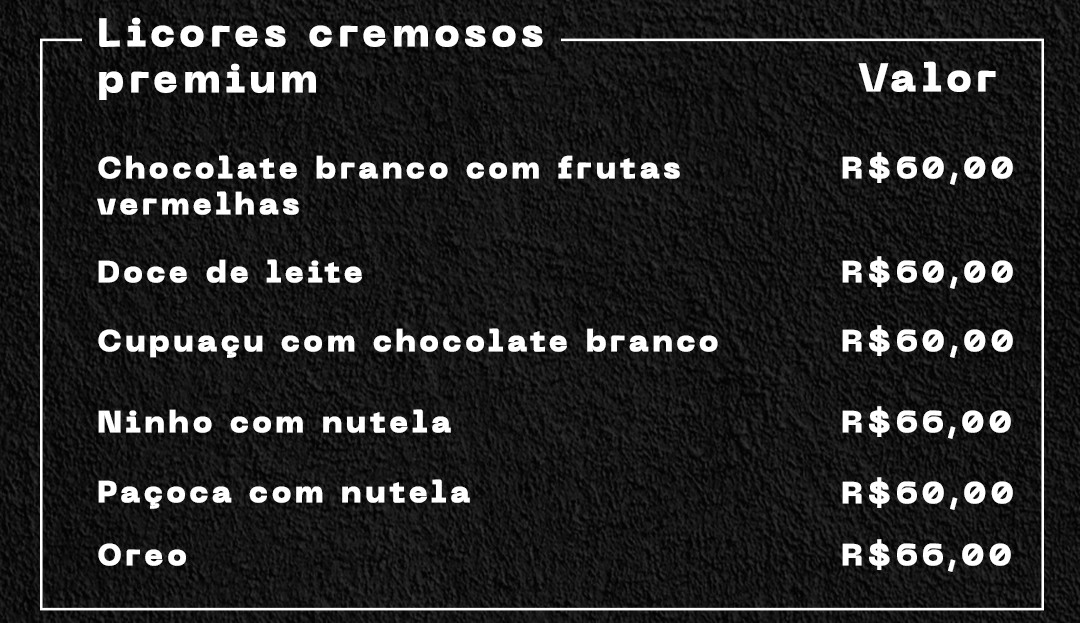 Licores cremosos
premium
Valor
Chocolate branco com frutas
vermelhas
R$60,00
Doce de leite
R$60,00
Cupuaçu com chocolate branco
R$60,00
Ninho com nutela
R$66,00
Paçoca com nutela
R$60,00
Oreo
R$66,00